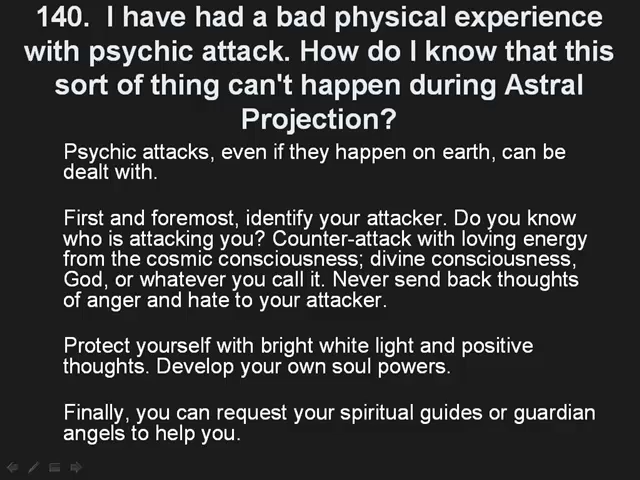 140.  I have had a bad physical experience
with psychic attack. How do I know that this
sort of thing can't happen during Astral
Projection?
Psychic attacks, even if they happen on earth, can be
dealt with.
First and foremost, identify your attacker. Do you know
who is attacking you? Counter-attack with loving energy
from the cosmic consciousness; divine consciousness,
God, or whatever you call it. Never send back thoughts
of anger and hate to your attacker.
Protect yourself with bright white light and positive
thoughts. Develop your own soul powers.
Finally, you can request your spiritual guides or guardian
angels to help you.